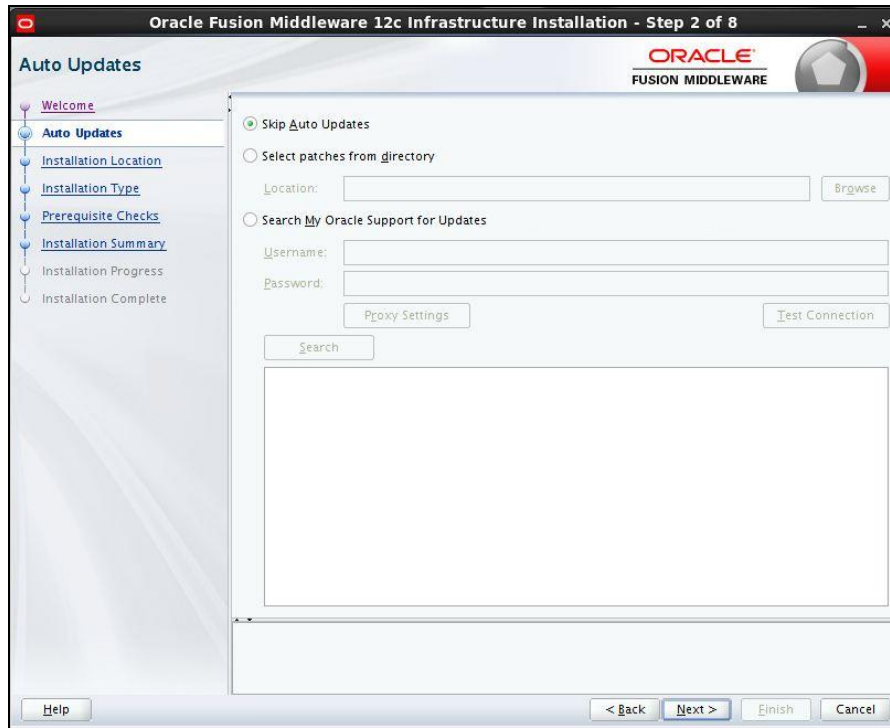 Oracle Fusion Middleware 12c Infrastructure Installation - Step 2 of 8
Auto Updates
ORACLE
FUSION MIDDLEWARE
Welcome
Auto Updates
Installation Location
Installation Type
Prerequisite Checks
Installation Summary
Installation Progress
Installation Complete
Skip Auto Updates
Select patches from directory
Location:
Browse
Search My Oracle Support for Updates
Username:
Password:
Proxy Settings
Test Connection
Search
Help
< Back
Next >
Finish
Cancel